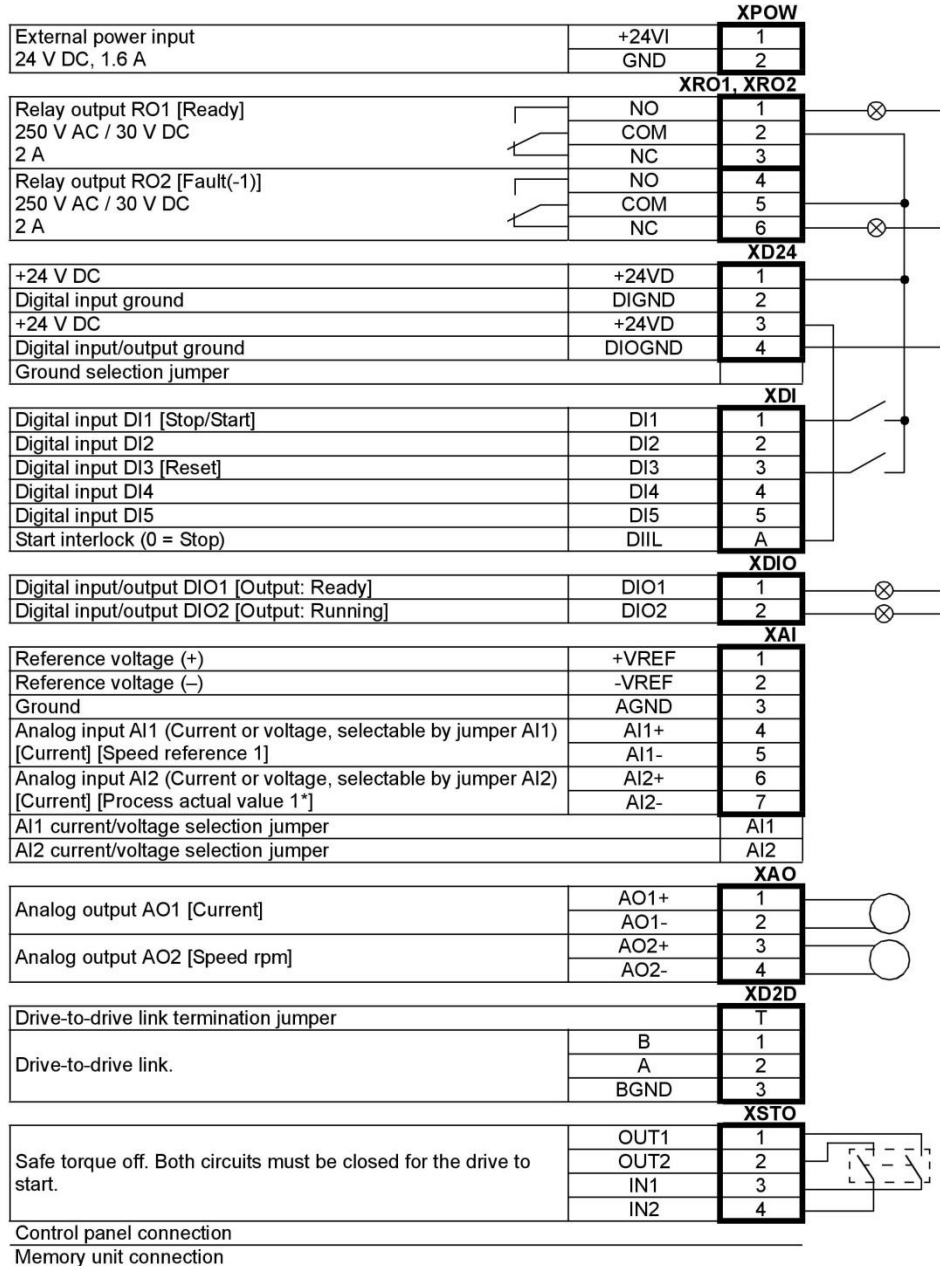 XPOW
External power input +24VI 1
24 V DC, 1.6 A GND 2
XRO1, XRO2
Relay output RO1 [Ready] NO 1
250 V AC / 30 V DC COM 2
2 A NC 3
Relay output RO2 [Fault(-1)] NO 4
250 V AC / 30 V DC COM 5
2 A NC 6
XD24
+24 V DC +24VD 1
Digital input ground DIGND 2
+24 V DC +24VD 3
Digital input/output ground DIOGND 4
Ground selection jumper
XDI
Digital input DI1 [Stop/Start] DI1 1
Digital input DI2 DI2 2
Digital input DI3 [Reset] DI3 3
Digital input DI4 DI4 4
Digital input DI5 DI5 5
Start interlock (0 = Stop) DIIL A
XDIO
Digital input/output DIO1 [Output: Ready] DIO1 1
Digital input/output DIO2 [Output: Running] DIO2 2
XAI
Reference voltage (+) +VREF 1
Reference voltage (–) -VREF 2
Ground AGND 3
Analog input AI1 (Current or voltage, selectable by jumper AI1) AI1+ 4
[Current] [Speed reference 1] AI1- 5
Analog input AI2 (Current or voltage, selectable by jumper AI2) AI2+ 6
[Current] [Process actual value 1*] AI2- 7
AI1 current/voltage selection jumper AI1
AI2 current/voltage selection jumper AI2
XAO
Analog output AO1 [Current] AO1+ 1
AO1- 2
Analog output AO2 [Speed rpm] AO2+ 3
AO2- 4
XD2D
Drive-to-drive link termination jumper T
B 1
Drive-to-drive link. A 2
BGND 3
XSTO
OUT1 1
Safe torque off. Both circuits must be closed for the drive to OUT2 2
start. IN1 3
IN2 4
Control panel connection
Memory unit connection